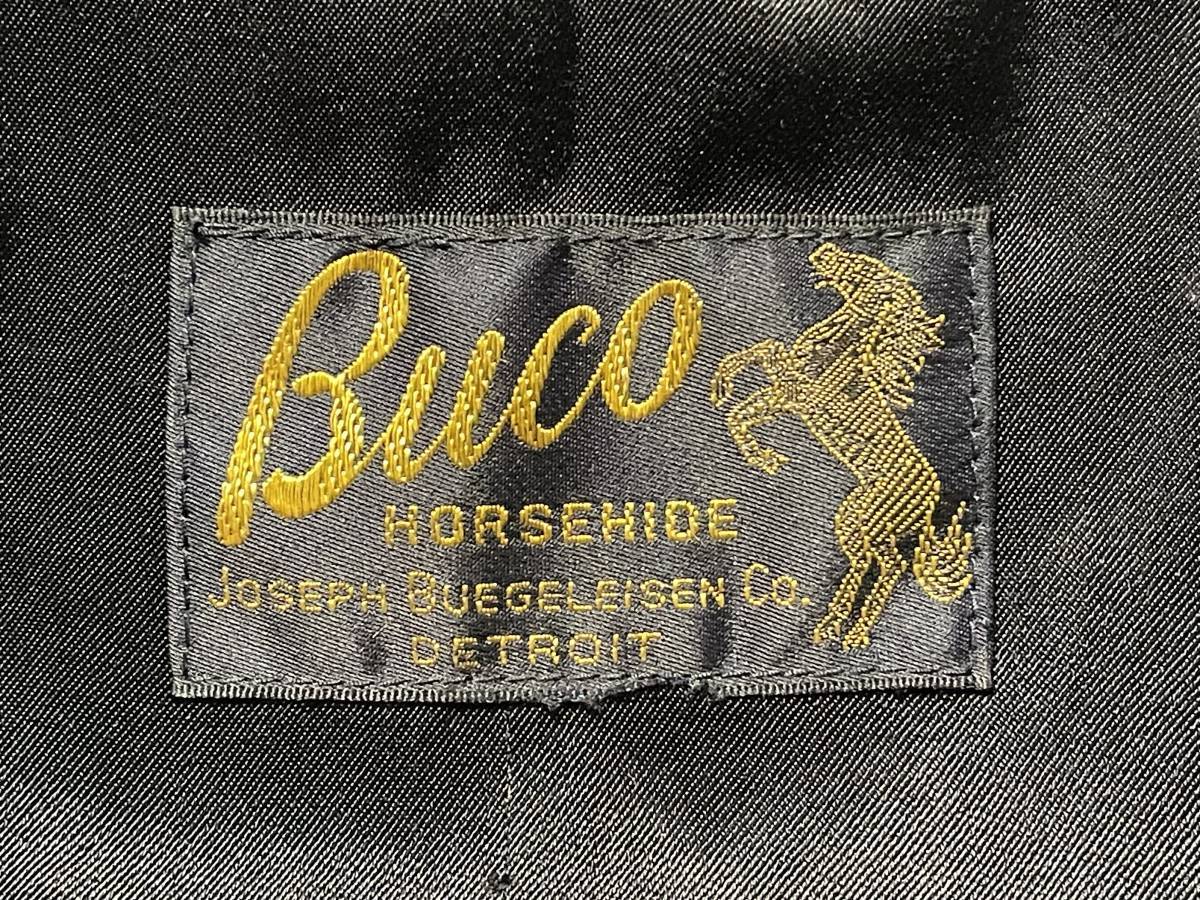 Buco
HORSEHIDE
JOSEPH BUEGELEISEN CO.
DETROIT